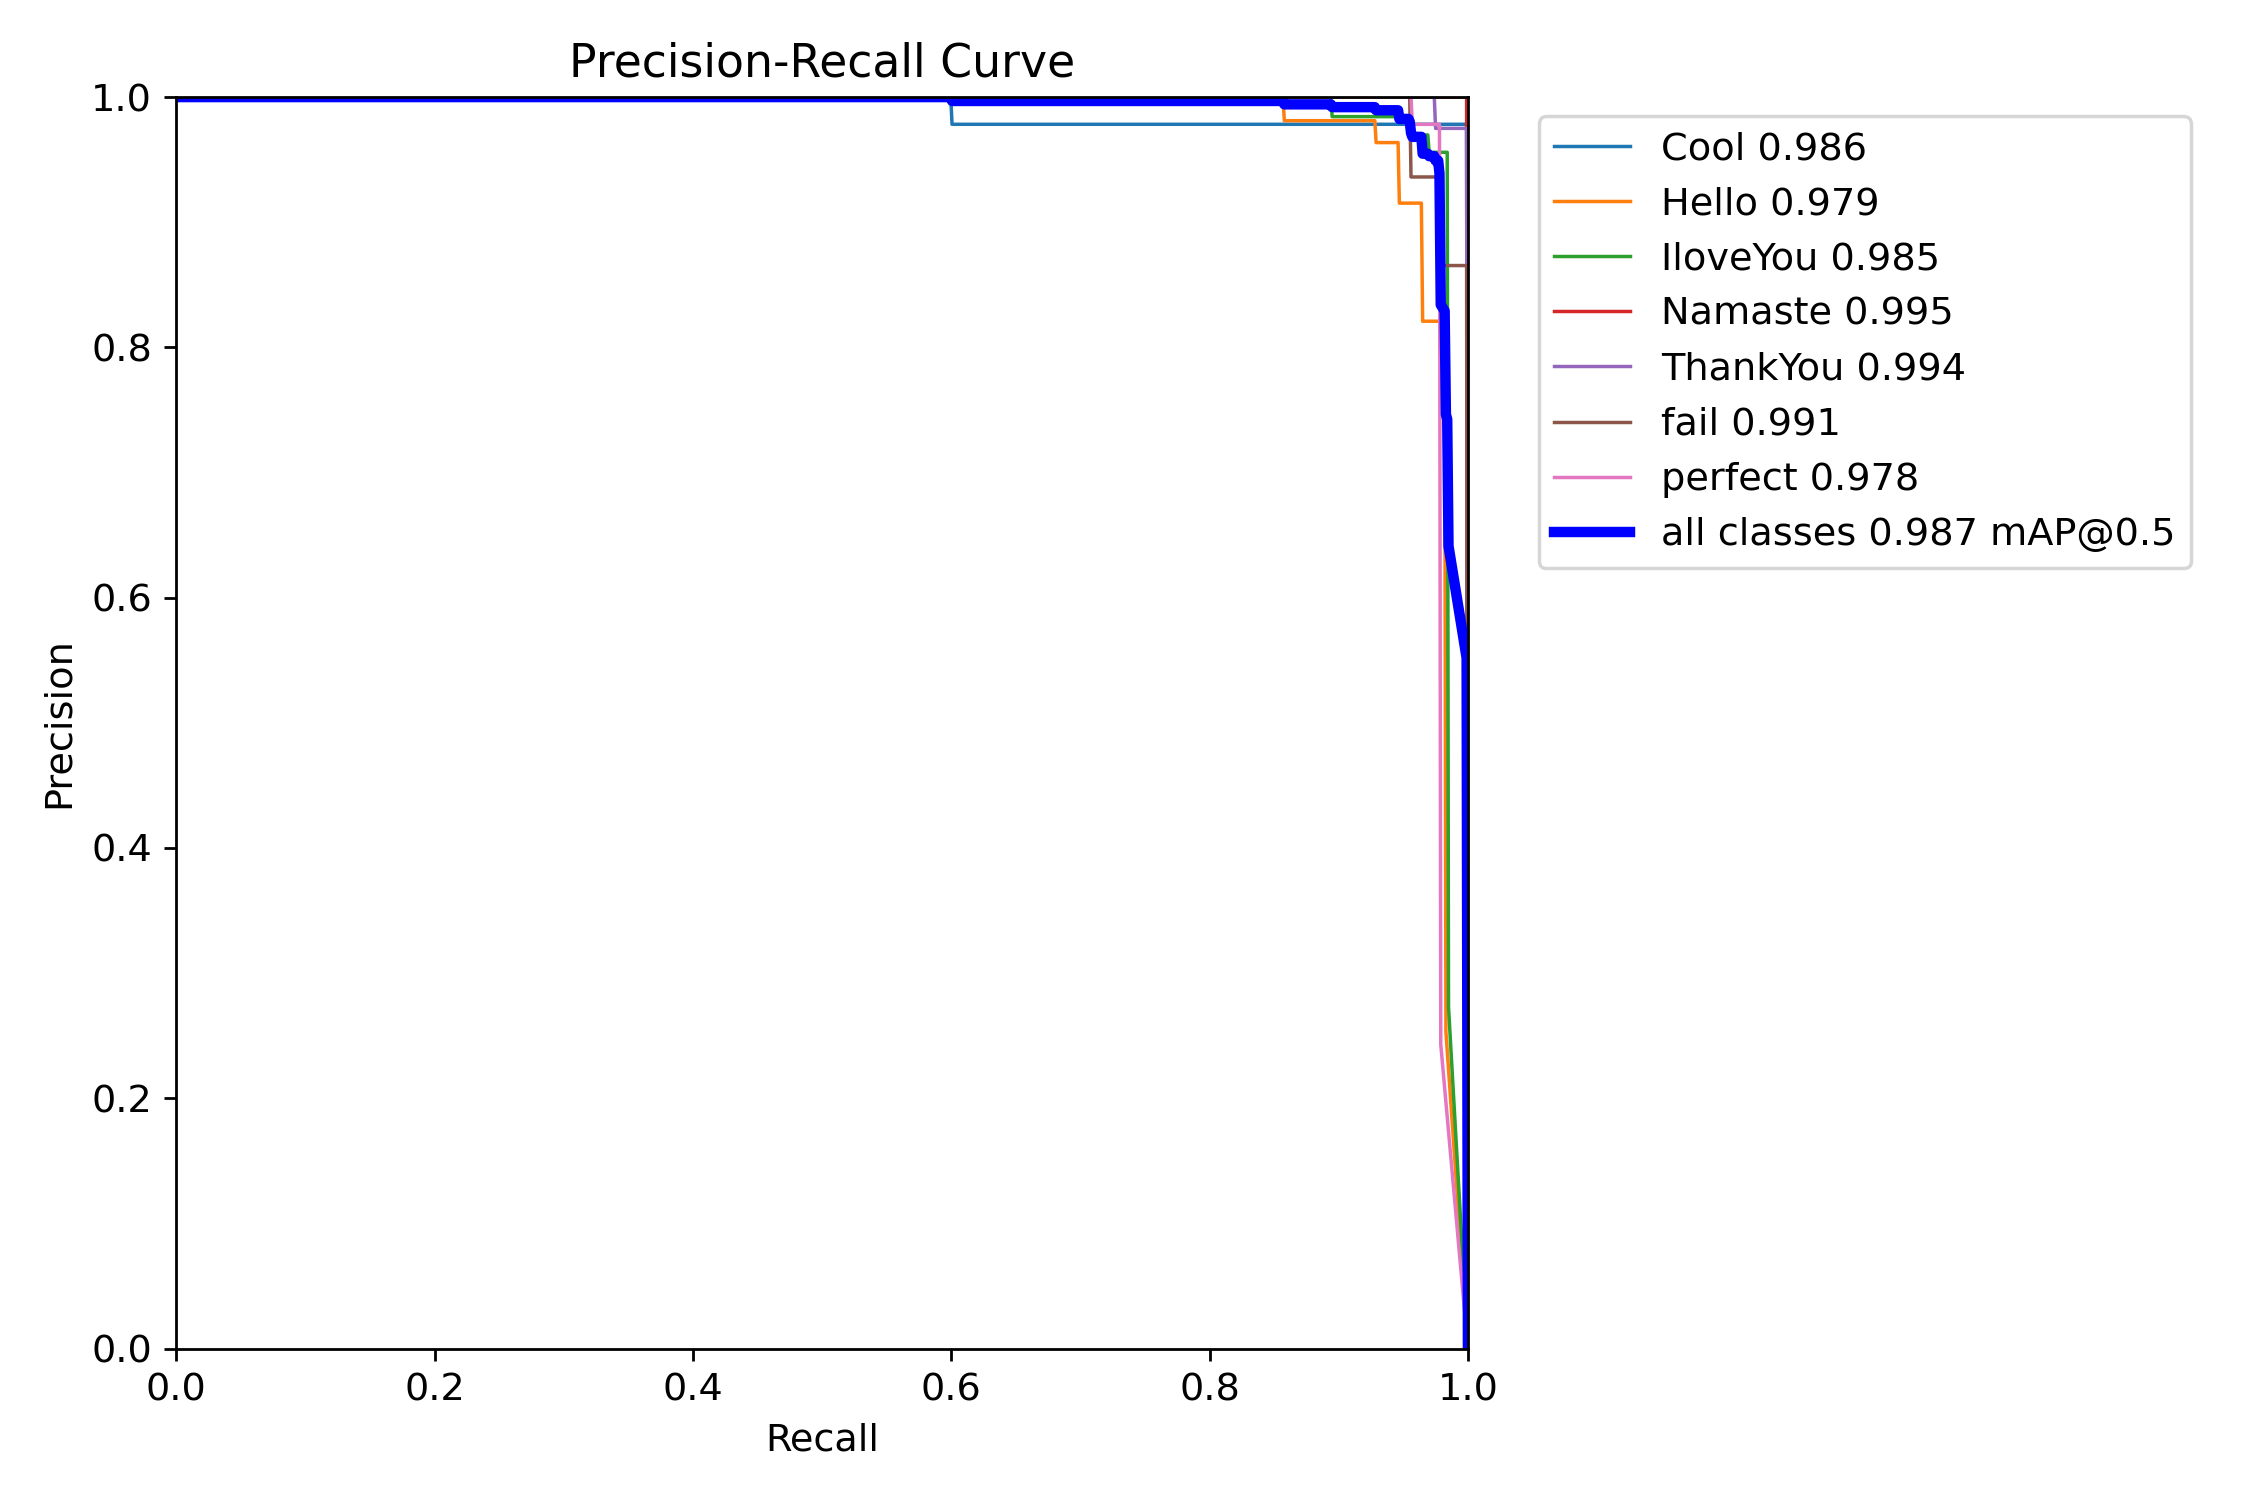 Precision-Recall Curve
1.0
0.8
0.6
0.4
0.2
0.0
Precision
0.0 0.2 0.4 0.6 0.8 1.0
Recall
Cool 0.986
Hello 0.979
IloveYou 0.985
Namaste 0.995
ThankYou 0.994
fail 0.991
perfect 0.978
all classes 0.987 mAP@0.5